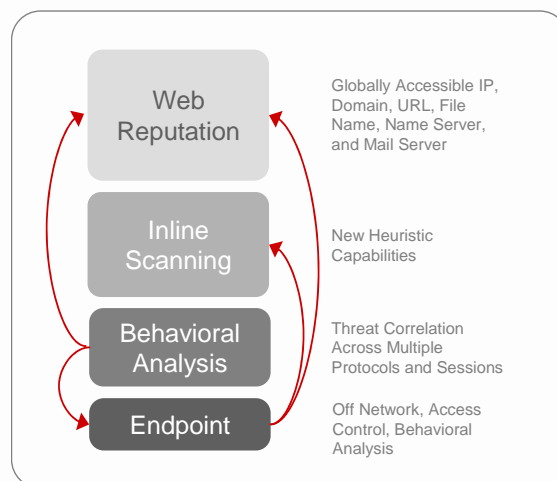 Web
Reputation
Globally Accessible IP,
Domain, URL, File
Name, Name Server,
and Mail Server
Inline
Scanning
New Heuristic
Capabilities
Behavioral
Analysis
Threat Correlation
Across Multiple
Protocols and Sessions
Endpoint
Off Network, Access
Control, Behavioral
Analysis